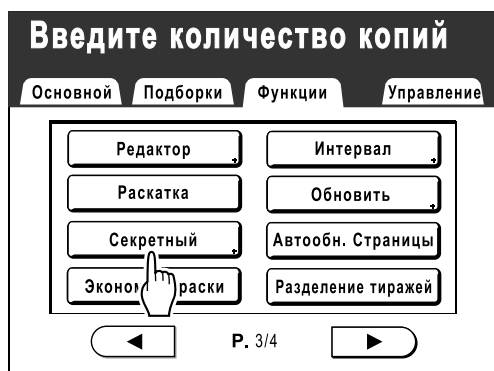 Введите количество копий
Основной Подборки Функции Управление
Редактор Интервал
Раскатка Обновить
Секретный Автообн. Страницы
Эконом раски Разделение тиражей
P. 3/4